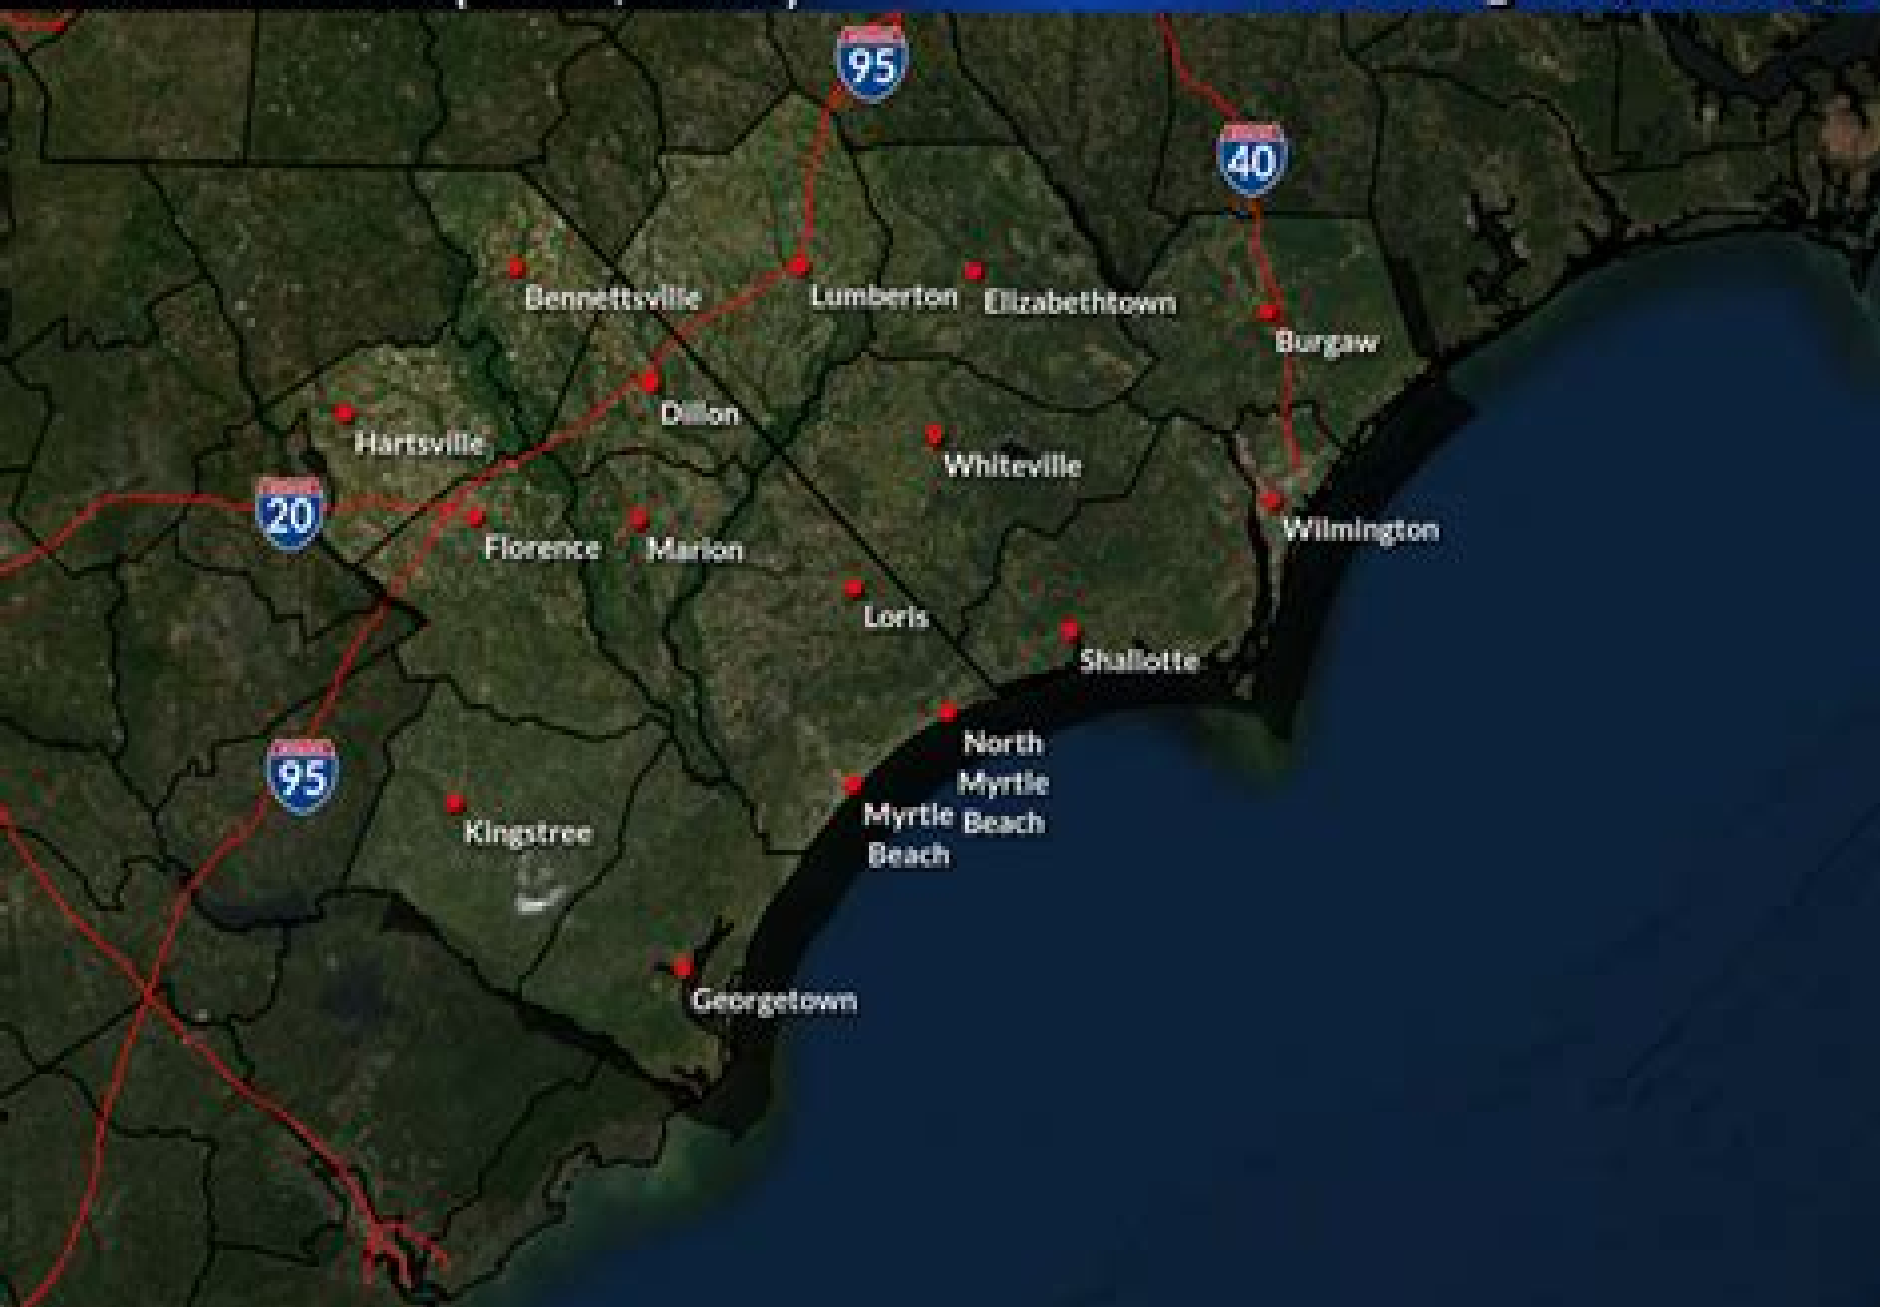 95
40
Bennettsville
Lumberton
Elizabethtown
Burgaw
Dillon
Hartsville
Whiteville
20
Florence
Marion
Wilmington
Loris
Shallotte
95
North
Myrtle
Beach
Myrtle
Beach
Kingstree
Georgetown